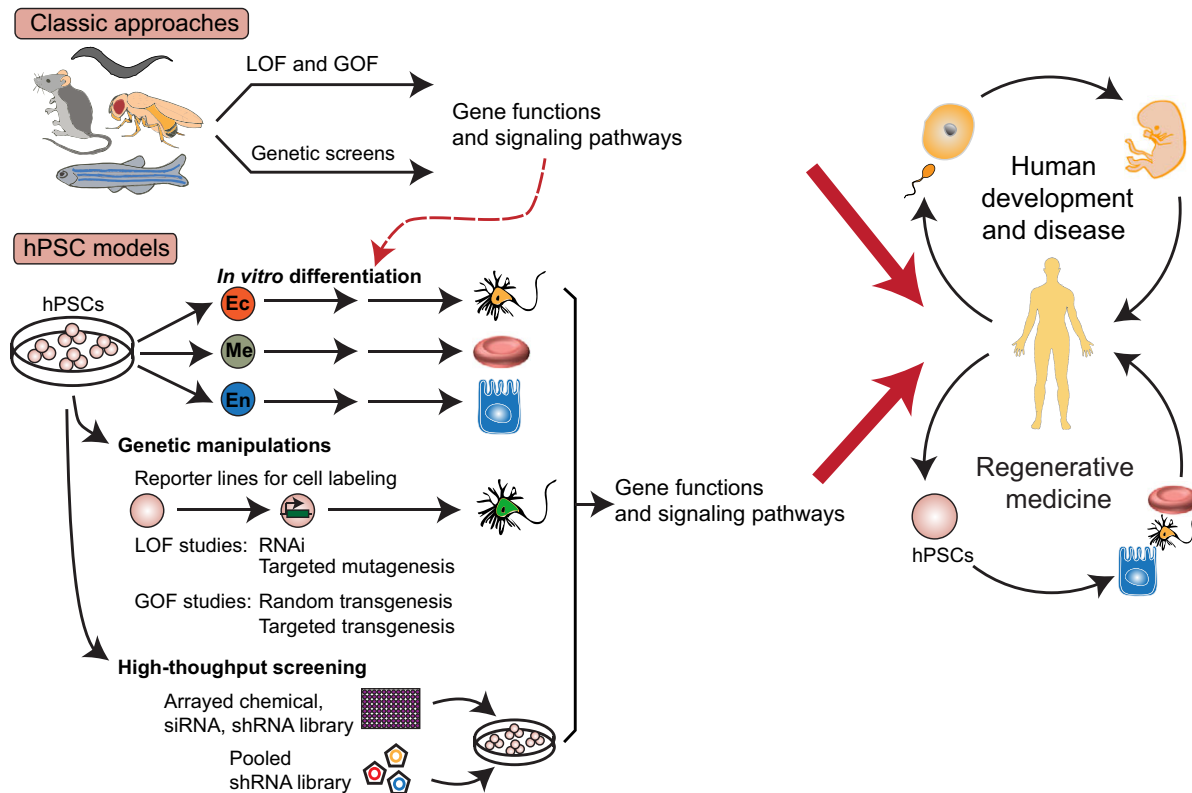 Classic approaches
LOF and GOF
Genetic screens
Gene functions
and signaling pathways
hPSC models
In vitro differentiation
hPSCs
Ec
Me
En
Genetic manipulations
Reporter lines for cell labeling
LOF studies: RNAi
Targeted mutagenesis
GOF studies: Random transgenesis
Targeted transgenesis
High-thoughput screening
Arrayed chemical,
siRNA, shRNA library
Pooled
shRNA library
Gene functions
and signaling pathways
Human
development
and disease
Regenerative
medicine
hPSCs